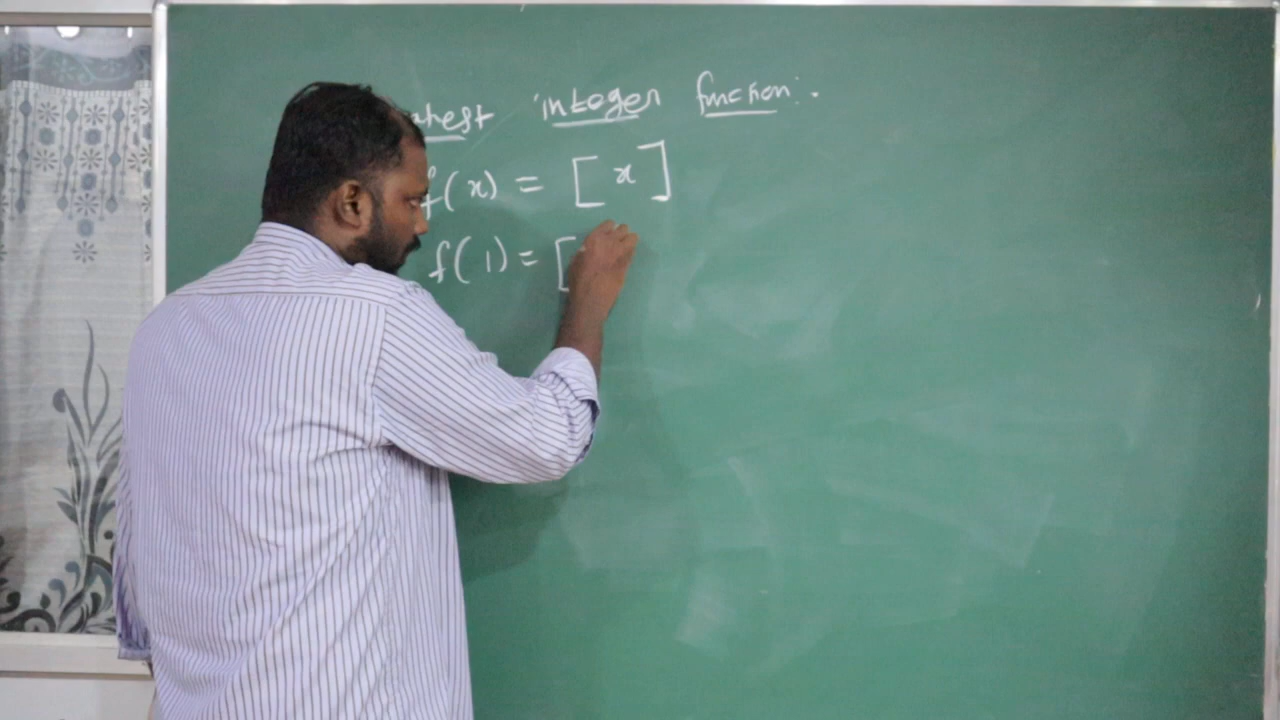 integer function:.
f(x) = [x]
f(1) = [